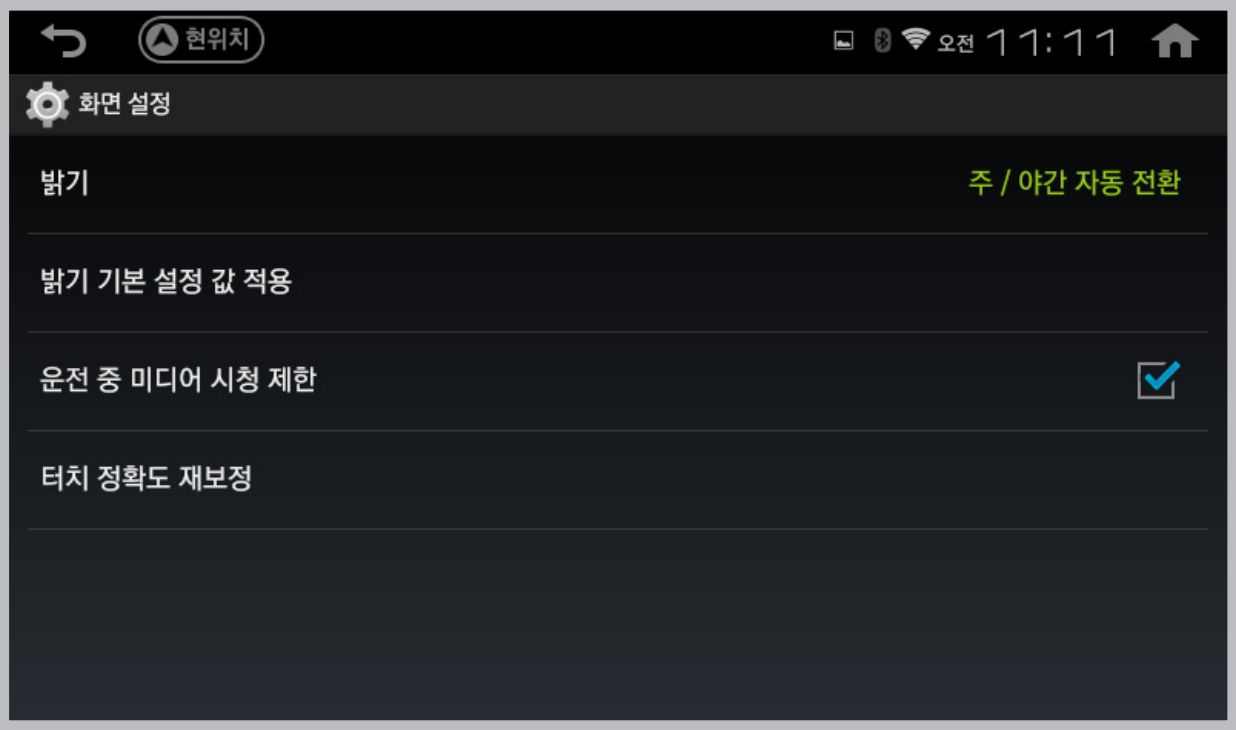 현위치
오전 11:11
화면 설정
밝기
주 / 야간 자동 전환
밝기 기본 설정 값 적용
운전 중 미디어 시청 제한
터치 정확도 재보정